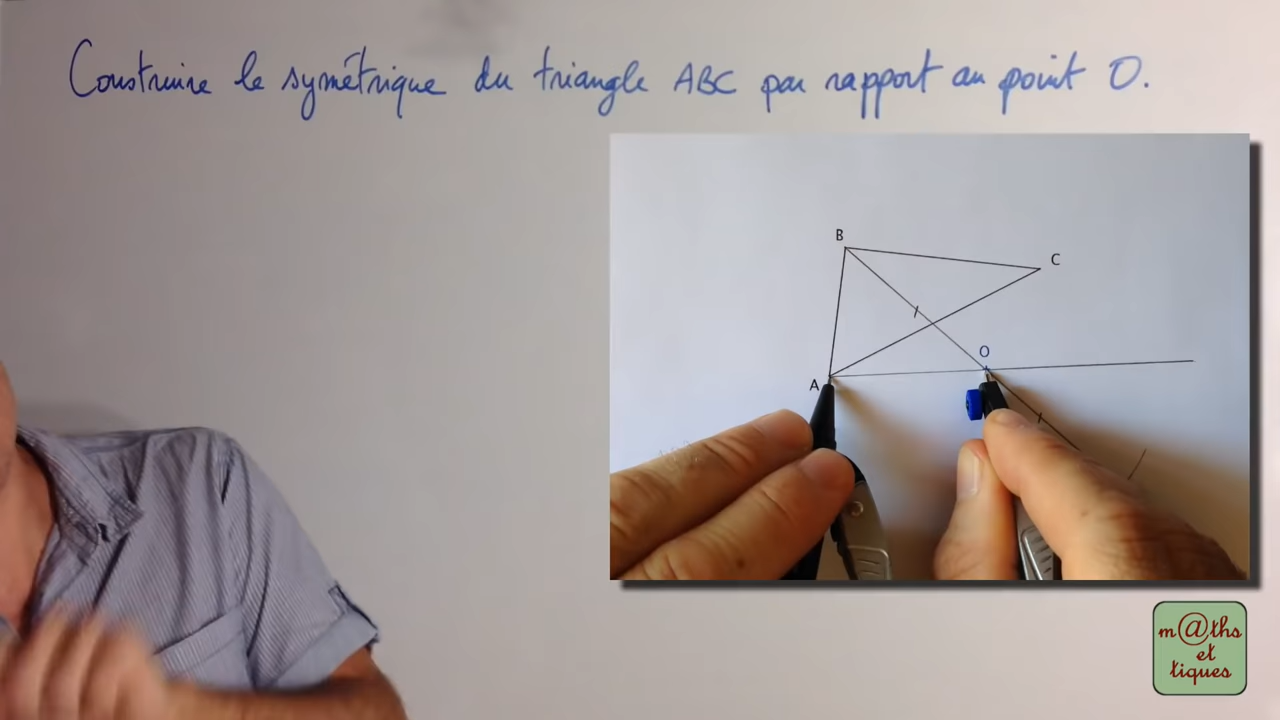 Construire le symétrique du triangle ABC par rapport au point O.
B
C
O
A
m@ths
et
tiques